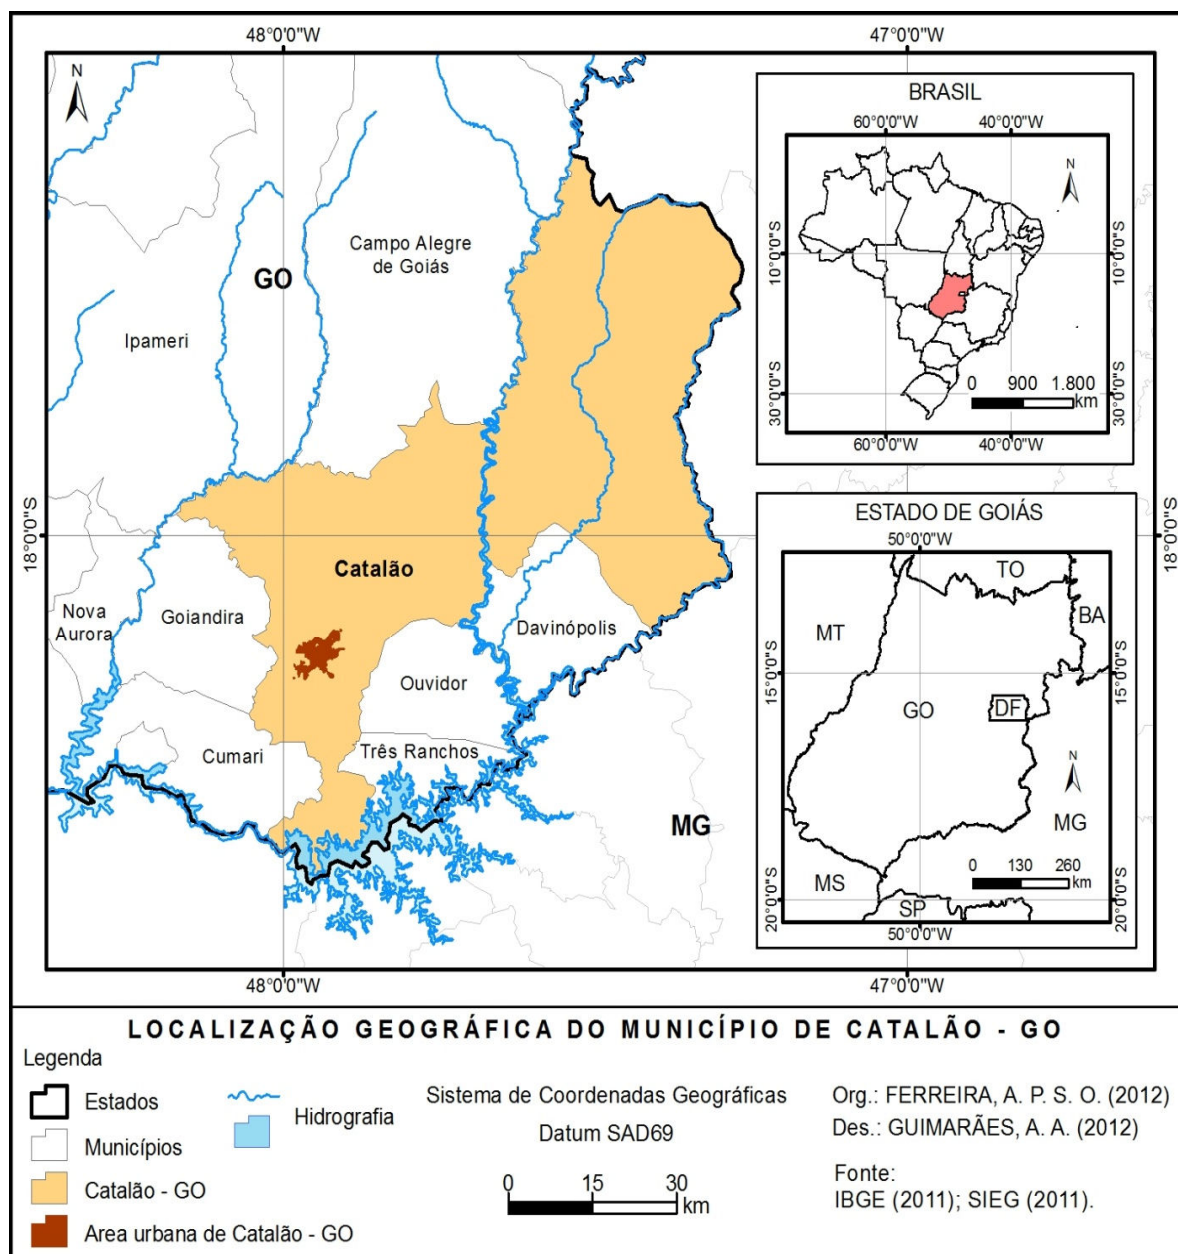 48°0'0"W
47°0'0"W
N
BRASIL
60°0'0"W
40°0'0"W
N
10°0'0"S
10°0'0"S
30°0'0"S
30°0'0"S
0
900
1.800
km
60°0'0"W
40°0'0"W
Campo Alegre
de Goiás
GO
Ipameri
18°0'0"S
18°0'0"S
ESTADO DE GOIÁS
50°0'0"W
TO
BA
MT
15°0'0"S
15°0'0"S
GO
DF
N
MG
0
130
260
km
MS
SP
20°0'0"S
20°0'0"S
50°0'0"W
Catalão
Nova
Aurora
Goiandira
Davinópolis
Ouvidor
Cumari
Três Ranchos
MG
48°0'0"W
47°0'0"W
LOCALIZAÇÃO GEOGRÁFICA DO MUNICÍPIO DE CATALÃO - GO
Legenda
Estados
Municípios
Catalão - GO
Area urbana de Catalão - GO
Hidrografia
Sistema de Coordenadas Geográficas
Datum SAD69
0
15
30
km
Org.: FERREIRA, A. P. S. O. (2012)
Des.: GUIMARÃES, A. A. (2012)
Fonte:
IBGE (2011); SIEG (2011).